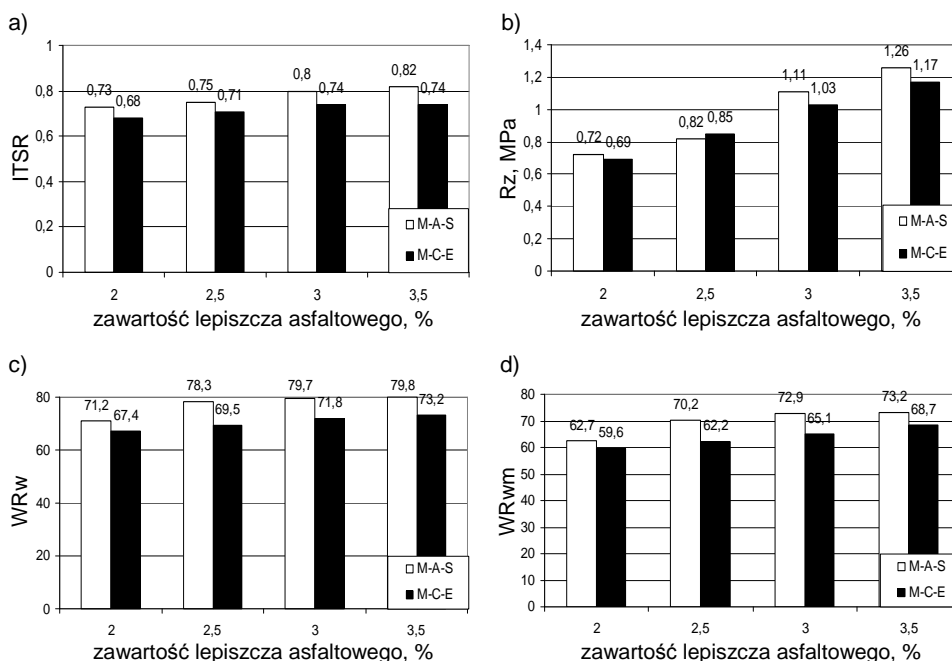 a)
1
0,8
0,6
0,4
0,2
0
ITSR
0,73
0,68
0,75
0,71
0,8
0,74
0,82
0,74
M-A-S
M-C-E
2 2,5 3 3,5
zawartość lepiszcza asfaltowego, %
b)
1,4
1,2
1
0,8
0,6
0,4
0,2
0
Rz, MPa
0,72
0,69
0,82
0,85
1,11
1,03
1,26
1,17
M-A-S
M-C-E
2 2,5 3 3,5
zawartość lepiszcza asfaltowego, %
c)
80
60
40
20
0
WRw
71,2
67,4
78,3
69,5
79,7
71,8
79,8
73,2
M-A-S
M-C-E
2 2,5 3 3,5
zawartość lepiszcza asfaltowego, %
d)
80
70
60
50
40
30
20
10
0
WRwm
62,7
59,6
70,2
62,2
72,9
65,1
73,2
68,7
M-A-S
M-C-E
2 2,5 3 3,5
zawartość lepiszcza asfaltowego, %